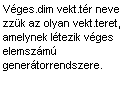 Véges.dim vekt.tér neve
zzük az olyan vekt.teret,
amelynek létezik véges
elemszámú
generátorrendszere.